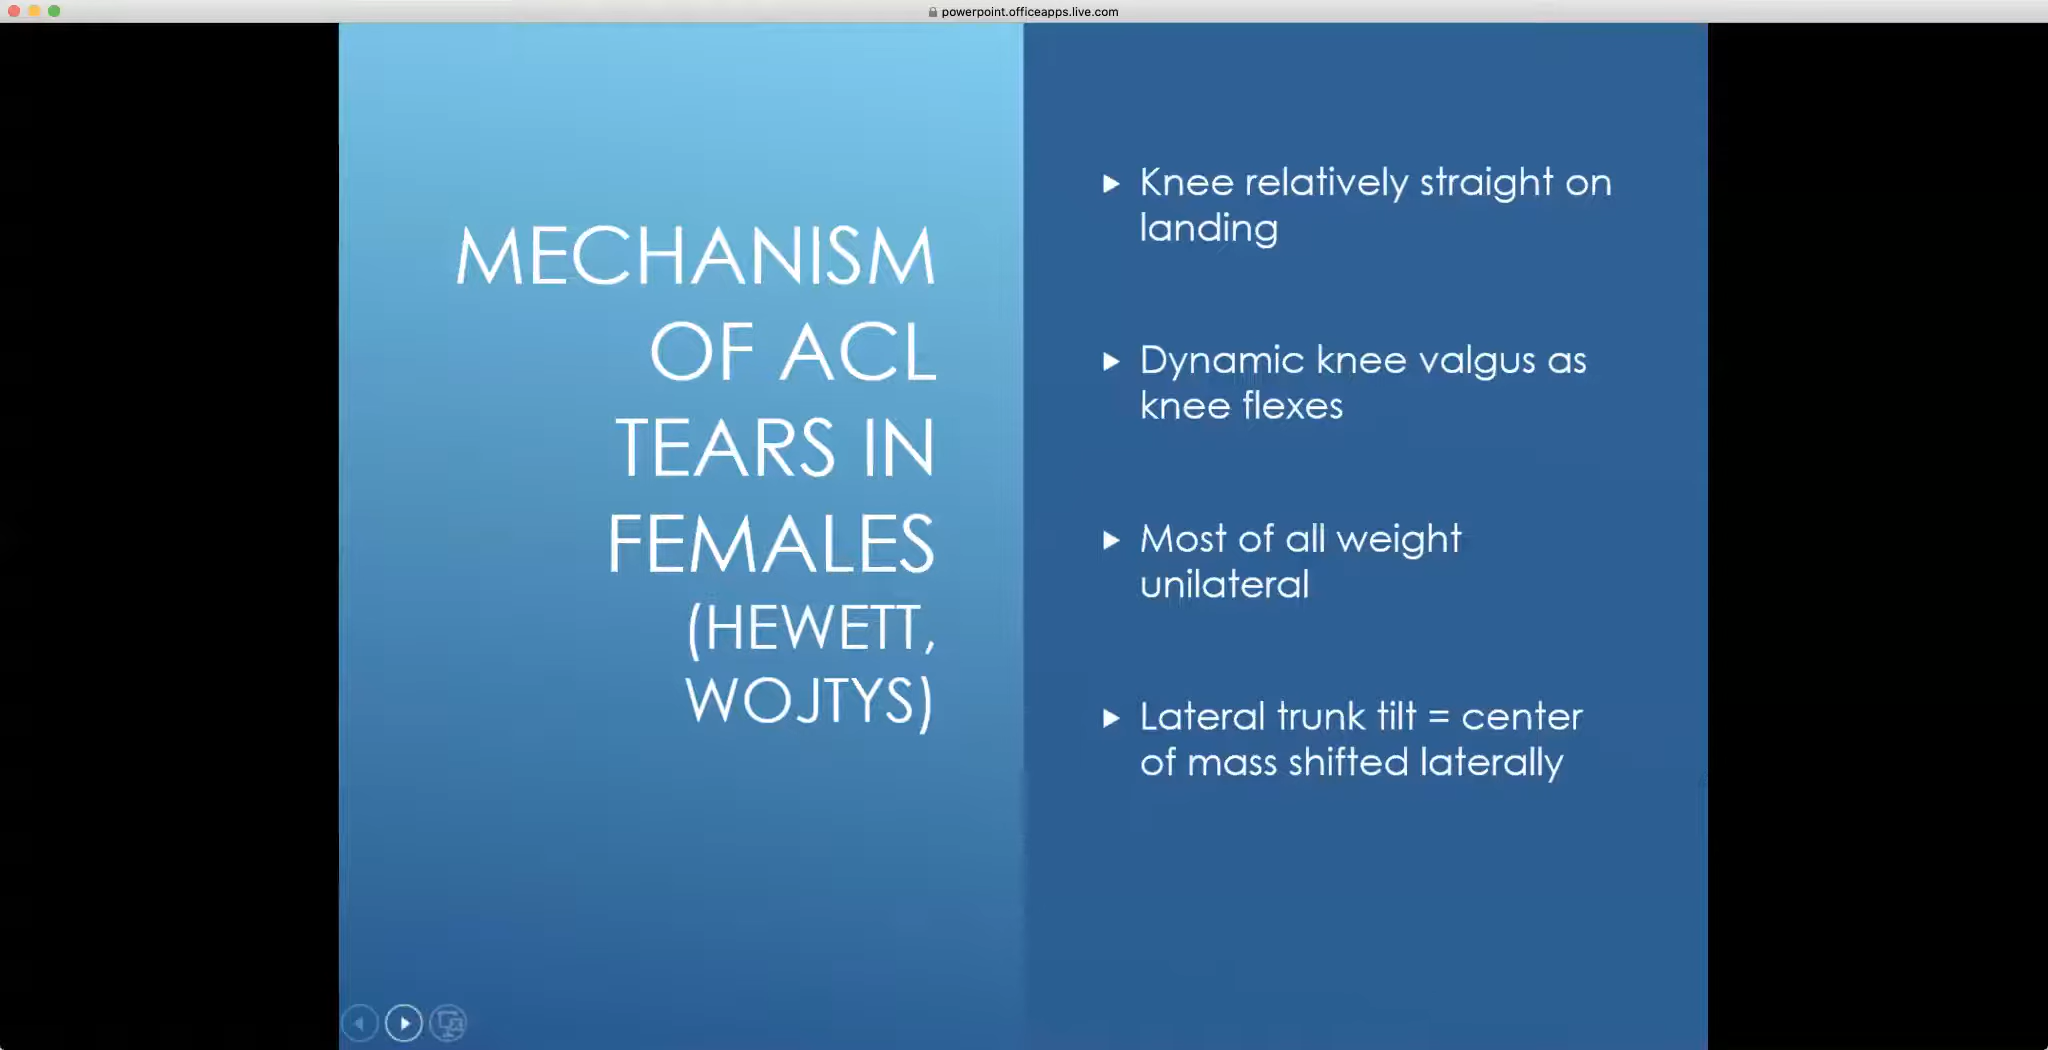 powerpoint.officeapps.live.com
MECHANISM
OF ACL
TEARS IN
FEMALES
(HEWETT,
WOJTYS)
Knee relatively straight on
landing
Dynamic knee valgus as
knee flexes
Most of all weight
unilateral
Lateral trunk tilt = center
of mass shifted laterally